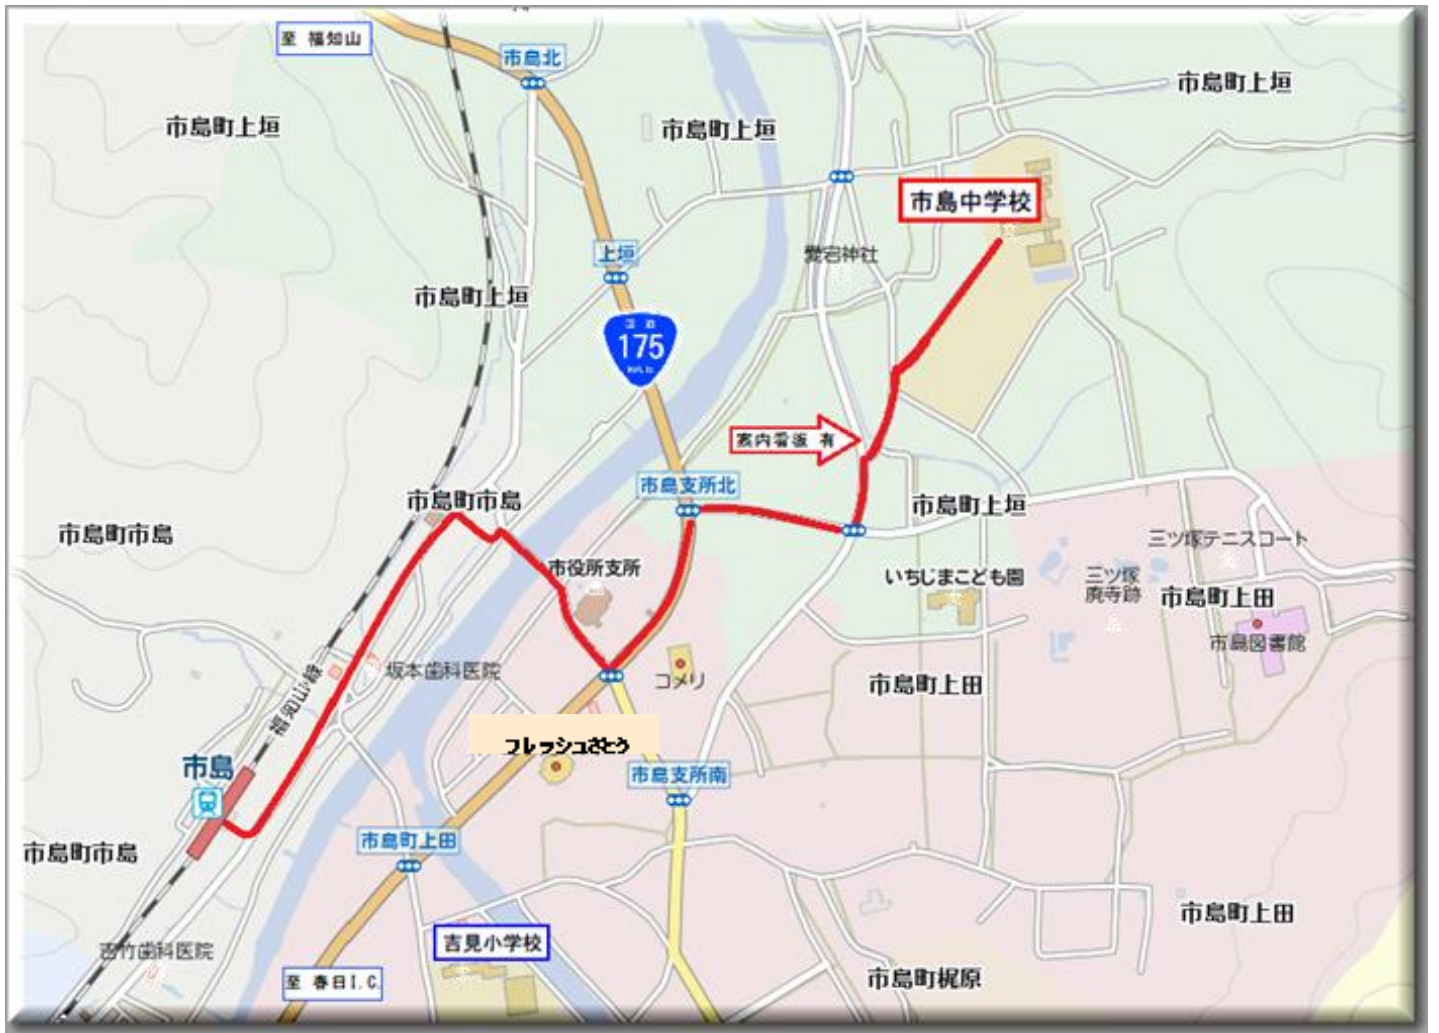 至 福知山
市島北
市島町上垣
市島町上垣
市島町上垣
市島中学校
愛宕神社
上垣
市島町上垣
175
案内看板 有
市島支所北
市島町市島
市島町上垣
市島町市島
三ツ塚テニスコート
市役所支所
いちじまこども園
三ツ塚
廃寺跡
市島町上田
市島図書館
坂本歯科医院
コメリ
市島町上田
福知山線
フレッシュさとう
市島
市島支所南
市島町上田
市島町市島
市島町上田
吉見小学校
吉竹歯科医院
至 春日I.C.
市島町梶原